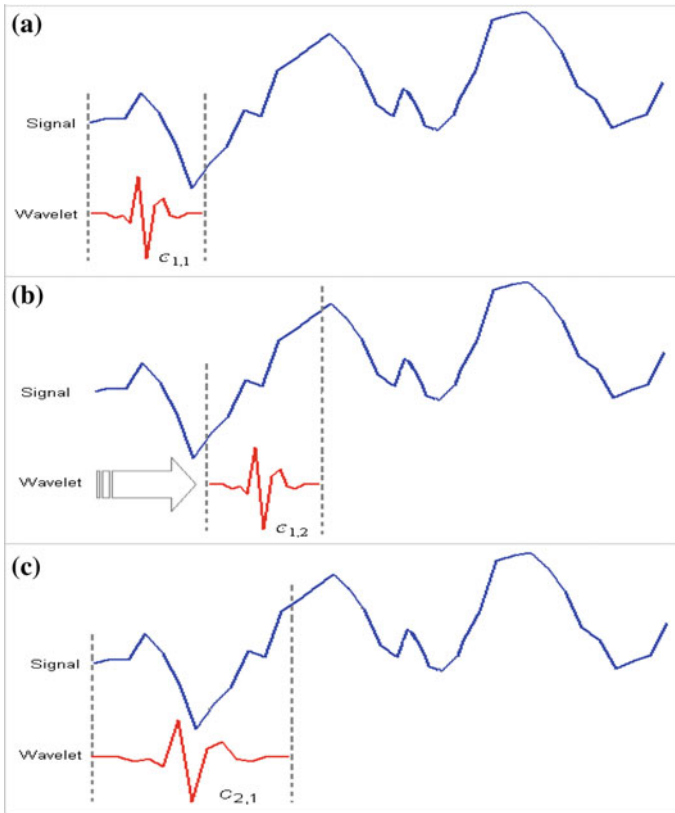 (a)
Signal
Wavelet
c1,1
(b)
Signal
Wavelet
c1,2
(c)
Signal
Wavelet
c2,1